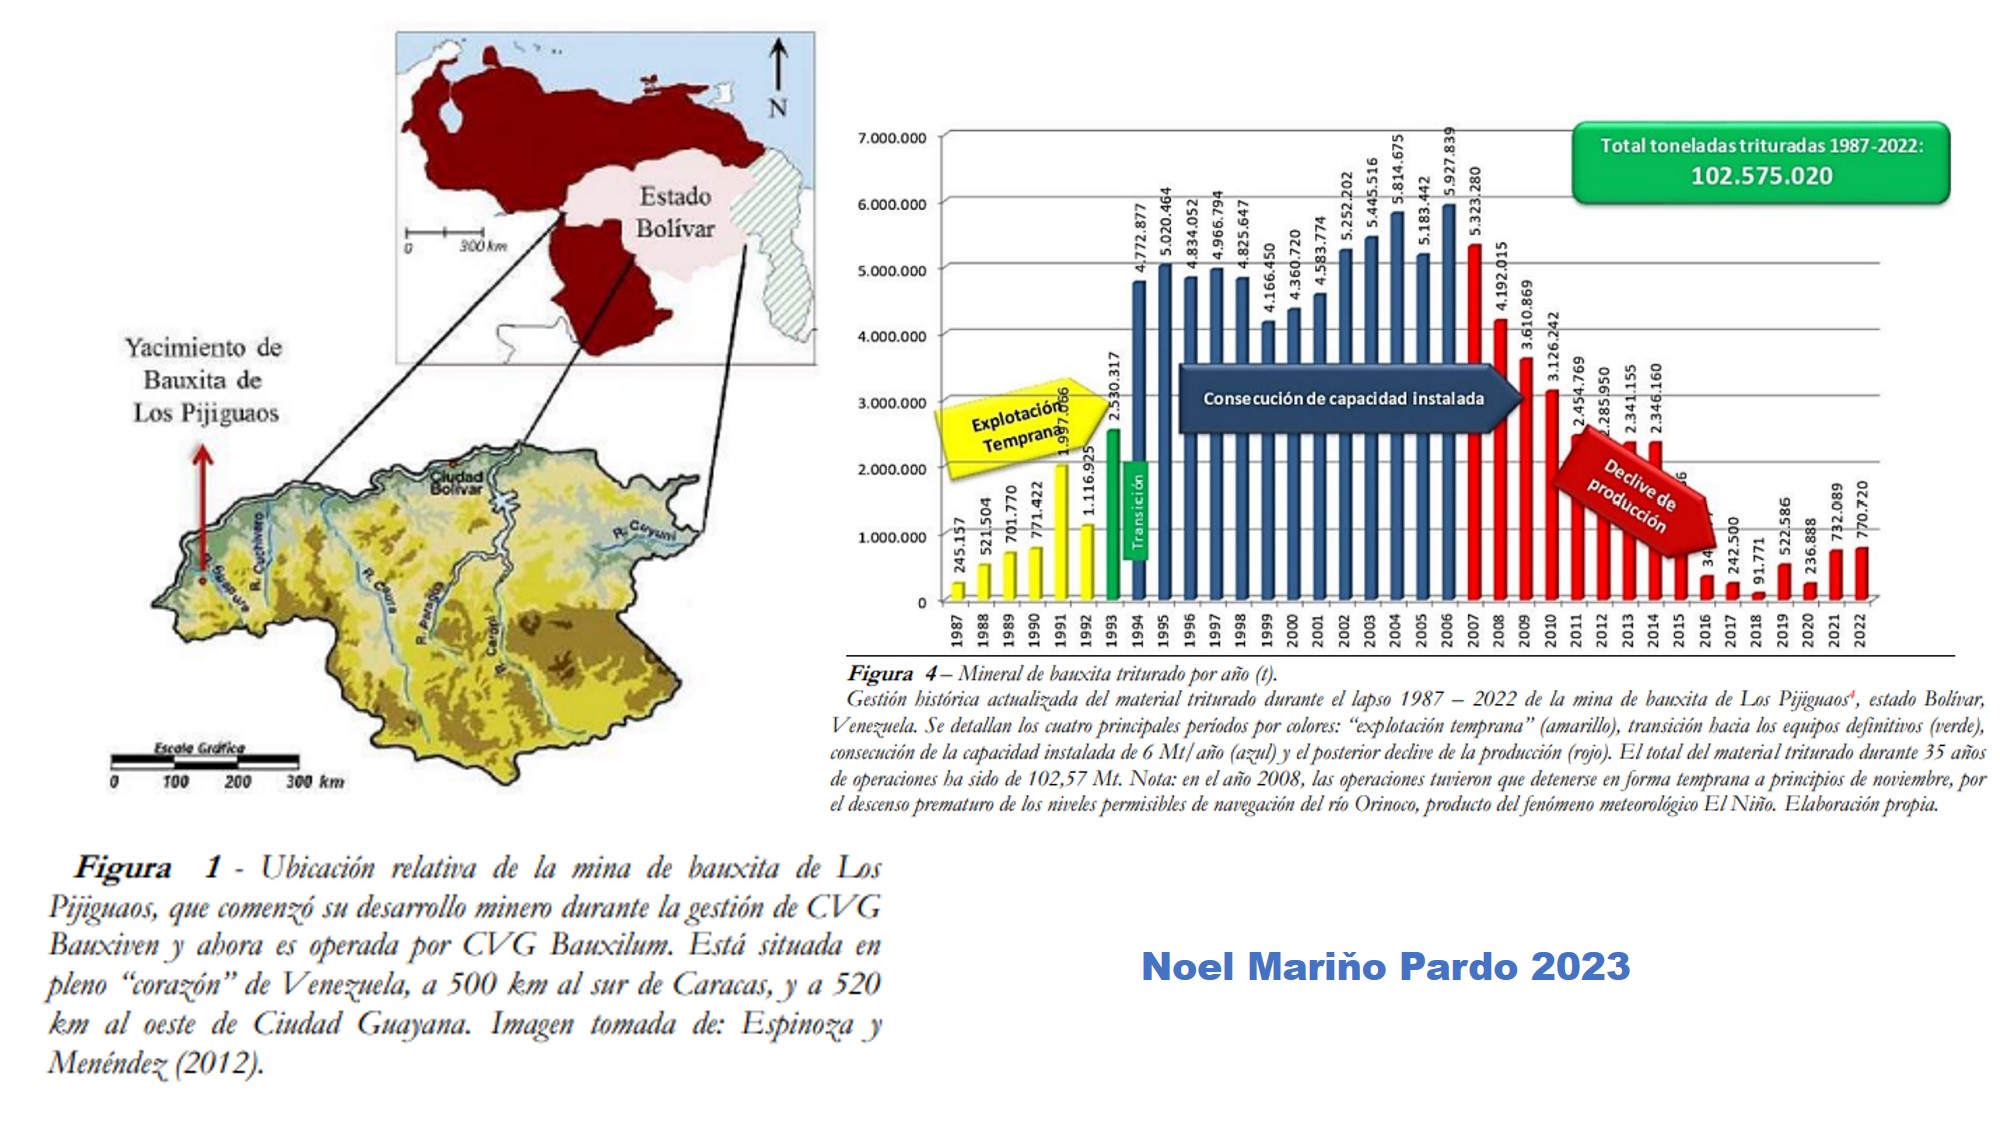 N
Estado
Bolívar
0 300 km
Yacimiento de
Bauxita de
Los Pijiguaos
Ciudad
Bolívar
R. Cuchivero
R. Caura
R. Paragua
R. Caroní
R. Cuyuni
Escala Gráfica
0 100 200 300 km
Figura 1 - Ubicación relativa de la mina de bauxita de Los
Pijiguaos, que comenzó su desarrollo minero durante la gestión de CVG
Bauxiven y ahora es operada por CVG Bauxilum. Está situada en
pleno “corazón” de Venezuela, a 500 km al sur de Caracas, y a 520
km al oeste de Ciudad Guayana. Imagen tomada de: Espinoza y
Menéndez (2012).
Total toneladas trituradas 1987-2022:
102.575.020
7.000.000
6.000.000
5.000.000
4.000.000
3.000.000
2.000.000
1.000.000
0
245.157
521.504
701.770
771.422
1.997.066
1.116.925
2.530.317
4.772.877
5.020.464
4.834.052
4.966.794
4.825.647
4.166.450
4.360.720
4.583.774
5.252.202
5.445.516
5.814.675
5.183.442
5.927.839
5.323.280
4.192.015
3.610.869
3.126.242
2.454.769
2.285.950
2.341.155
2.346.160
242.500
91.771
522.586
236.888
732.089
770.720
Explotación
Temprana
Transición
Consecución de capacidad instalada
Declive de
producción
1987 1988 1989 1990 1991 1992 1993 1994 1995 1996 1997 1998 1999 2000 2001 2002 2003 2004 2005 2006 2007 2008 2009 2010 2011 2012 2013 2014 2015 2016 2017 2018 2019 2020 2021 2022
Figura 4 – Mineral de bauxita triturado por año (t).
Gestión histórica actualizada del material triturado durante el lapso 1987 – 2022 de la mina de bauxita de Los Pijiguaos⁴, estado Bolívar,
Venezuela. Se detallan los cuatro principales períodos por colores: “explotación temprana” (amarillo), transición hacia los equipos definitivos (verde),
consecución de la capacidad instalada de 6 Mt/año (azul) y el posterior declive de la producción (rojo). El total del material triturado durante 35 años
de operaciones ha sido de 102,57 Mt. Nota: en el año 2008, las operaciones tuvieron que detenerse en forma temprana a principios de noviembre, por
el descenso prematuro de los niveles permisibles de navegación del río Orinoco, producto del fenómeno meteorológico El Niño. Elaboración propia.
Noel Mariňo Pardo 2023